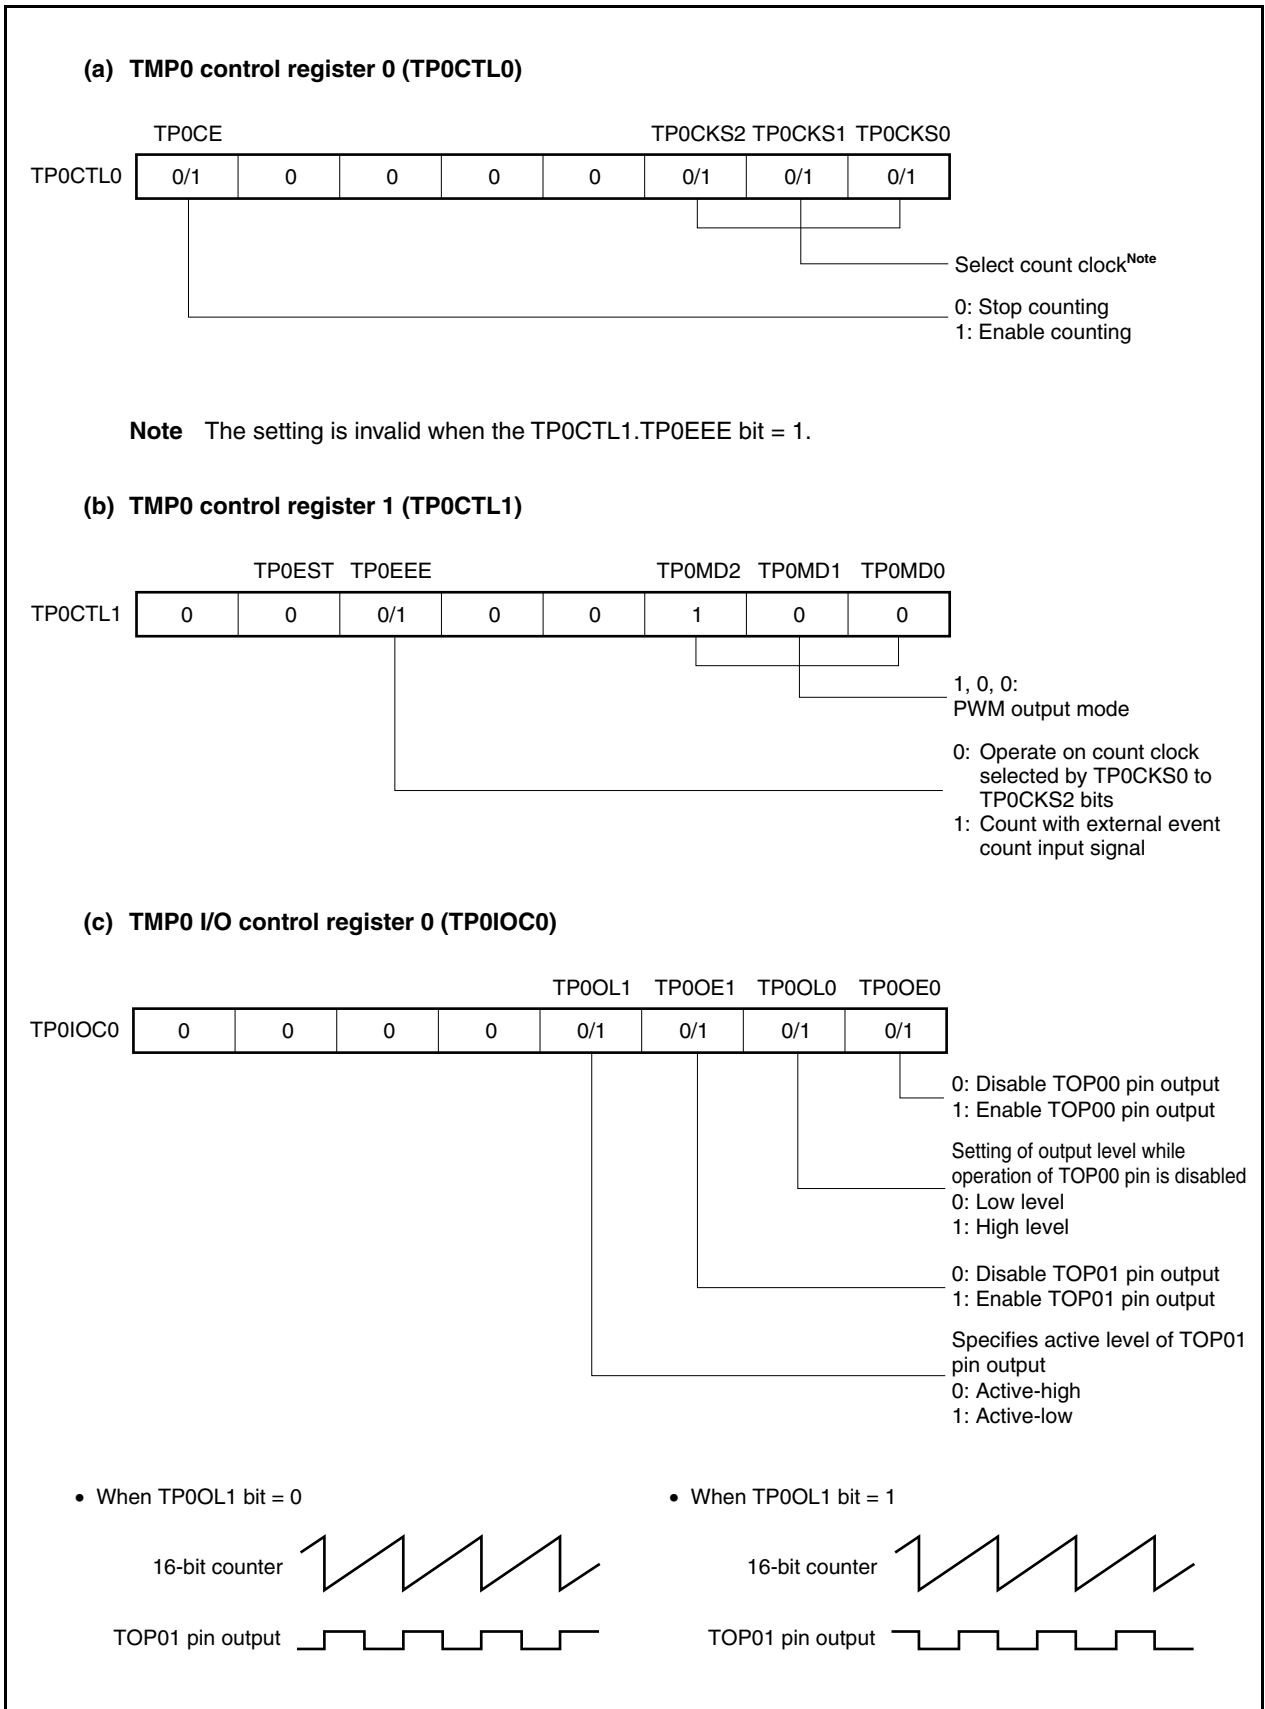 (a) TMP0 control register 0 (TP0CTL0)
TP0CE TP0CKS2 TP0CKS1 TP0CKS0
TP0CTL0 0/1 0 0 0 0 0/1 0/1 0/1
Select count clockNote
0: Stop counting
1: Enable counting
Note The setting is invalid when the TP0CTL1.TP0EEE bit = 1.
(b) TMP0 control register 1 (TP0CTL1)
TP0EST TP0EEE TP0MD2 TP0MD1 TP0MD0
TP0CTL1 0 0 0/1 0 0 1 0 0
1, 0, 0:
PWM output mode
0: Operate on count clock
selected by TP0CKS0 to
TP0CKS2 bits
1: Count with external event
count input signal
(c) TMP0 I/O control register 0 (TP0IOC0)
TP0OL1 TP0OE1 TP0OL0 TP0OE0
TP0IOC0 0 0 0 0 0/1 0/1 0/1 0/1
0: Disable TOP00 pin output
1: Enable TOP00 pin output
Setting of output level while
operation of TOP00 pin is disabled
0: Low level
1: High level
0: Disable TOP01 pin output
1: Enable TOP01 pin output
Specifies active level of TOP01
pin output
0: Active-high
1: Active-low
• When TP0OL1 bit = 0
16-bit counter
TOP01 pin output
• When TP0OL1 bit = 1
16-bit counter
TOP01 pin output